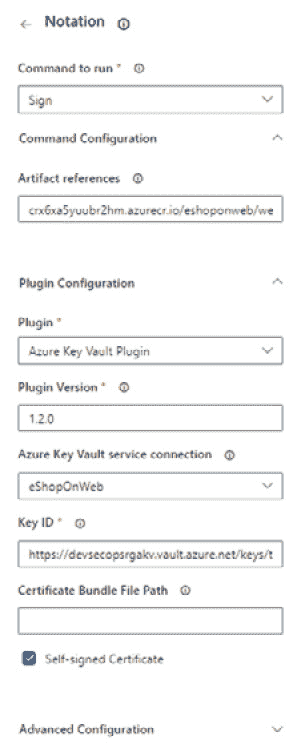 Notation
Command to run *
Sign
Command Configuration
Artifact references
crx6xa5yuubr2hm.azurecr.io/eshoponweb/we
Plugin Configuration
Plugin *
Azure Key Vault Plugin
Plugin Version *
1.2.0
Azure Key Vault service connection
eShopOnWeb
Key ID *
https://devsecopsrgakv.vault.azure.net/keys/t
Certificate Bundle File Path
Self-signed Certificate
Advanced Configuration